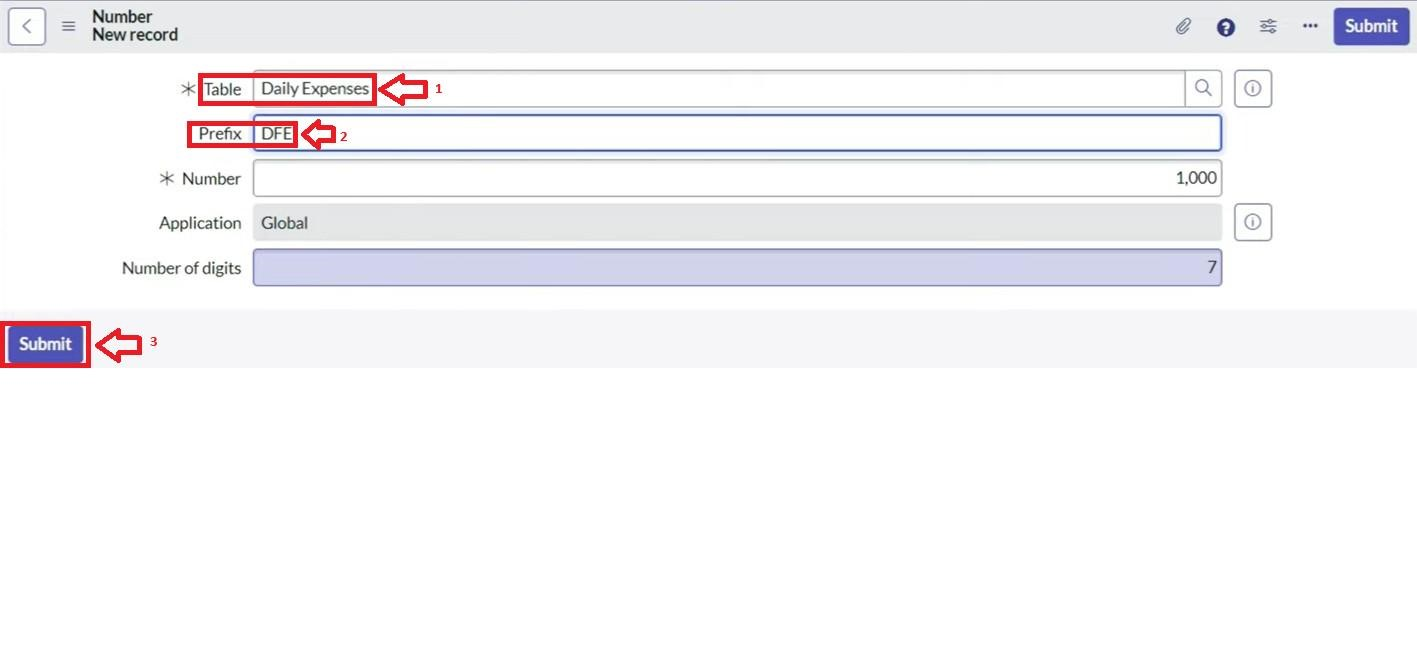 Number
New record
Submit
* Table Daily Expenses 1
Prefix DFE 2
* Number 1,000
Application Global
Number of digits 7
Submit 3